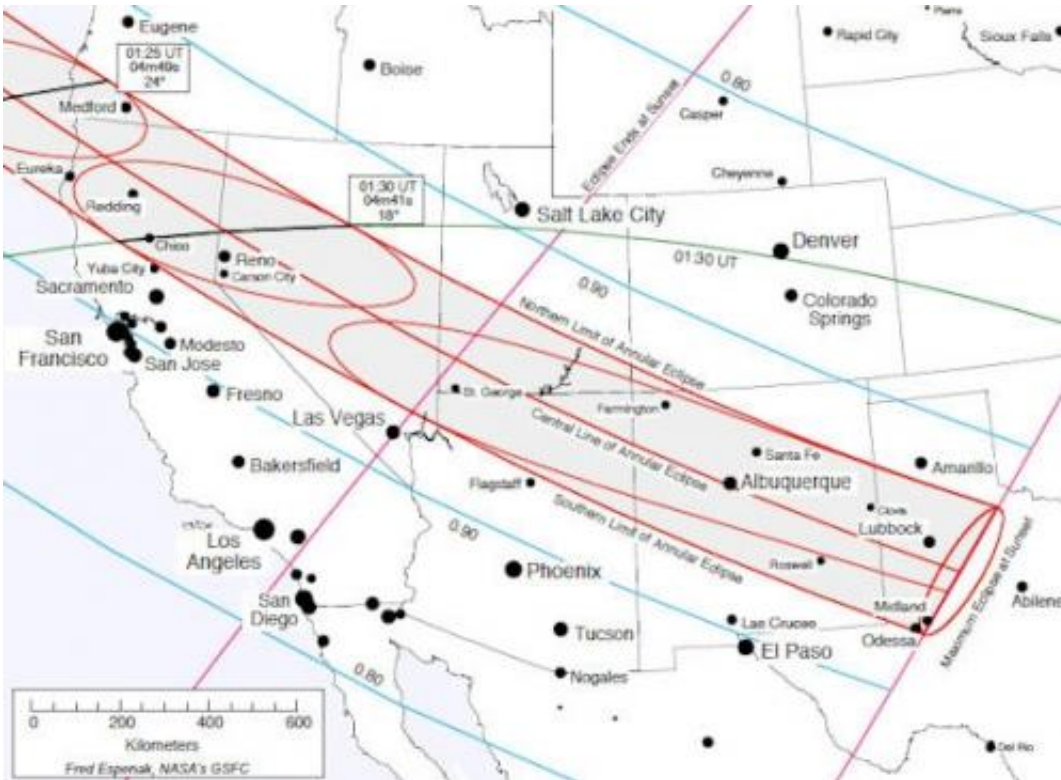 Eugene
Pierre
Rapid City
Sioux Falls
01:25 UT
04m49s
24°
Boise
0.80
Casper
Medford
Eclipse Ends at Sunset
Eureka
Cheyenne
Redding
01:30 UT
04m41s
18°
Salt Lake City
Chico
Denver
Reno
01:30 UT
Yuba City
Carson City
Sacramento
0.90
Colorado
Springs
Northern Limit of Annular Eclipse
San
Francisco
Modesto
San Jose
Fresno
St. George
Farmington
Las Vegas
Central Line of Annular Eclipse
Bakersfield
Santa Fe
Amarillo
Flagstaff
Albuquerque
Clovis
Southern Limit of Annular Eclipse
Lubbock
Los
Angeles
0.90
Roswell
Phoenix
Maximum Eclipse at Sunset
San
Diego
Midland
Abilene
Las Cruces
Odessa
Tucson
El Paso
0.80
Nogales
0 200 400 600
Kilometers
Del Rio
Fred Espenak, NASA's GSFC